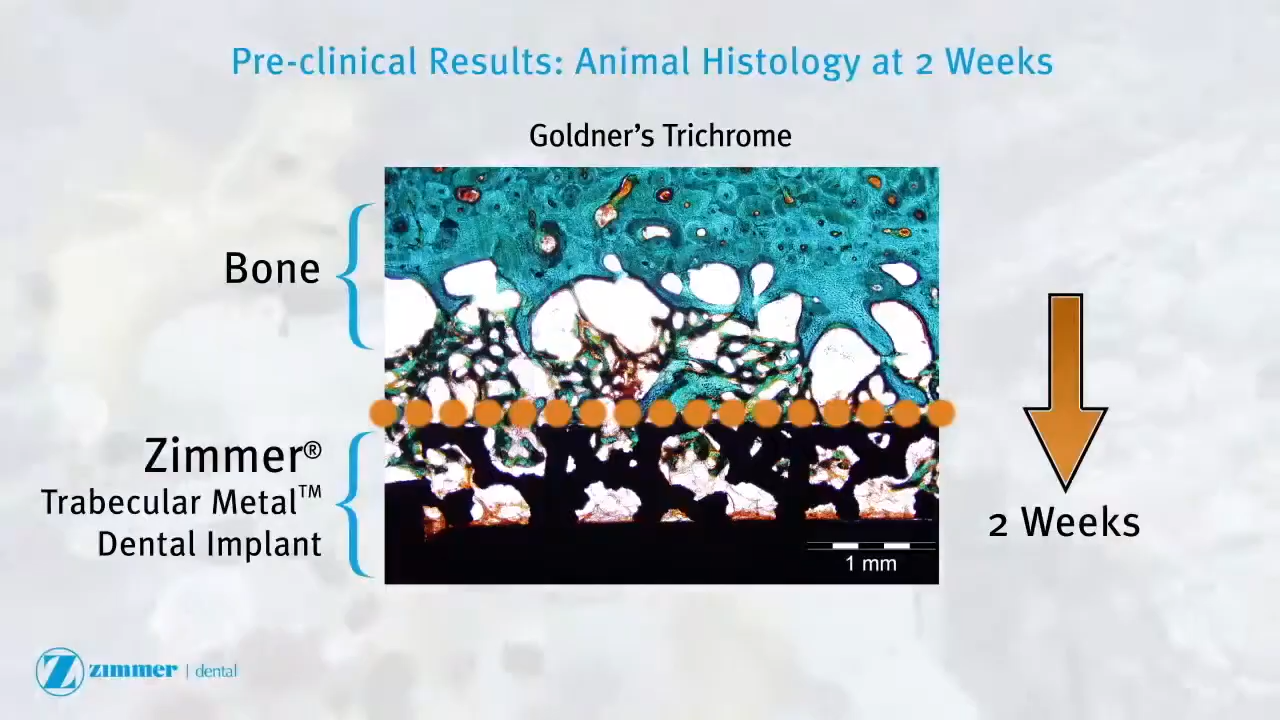 Pre-clinical Results: Animal Histology at 2 Weeks
Goldner's Trichrome
Bone
Zimmer®
Trabecular Metal™
Dental Implant
2 Weeks
1 mm
Z zimmer | dental